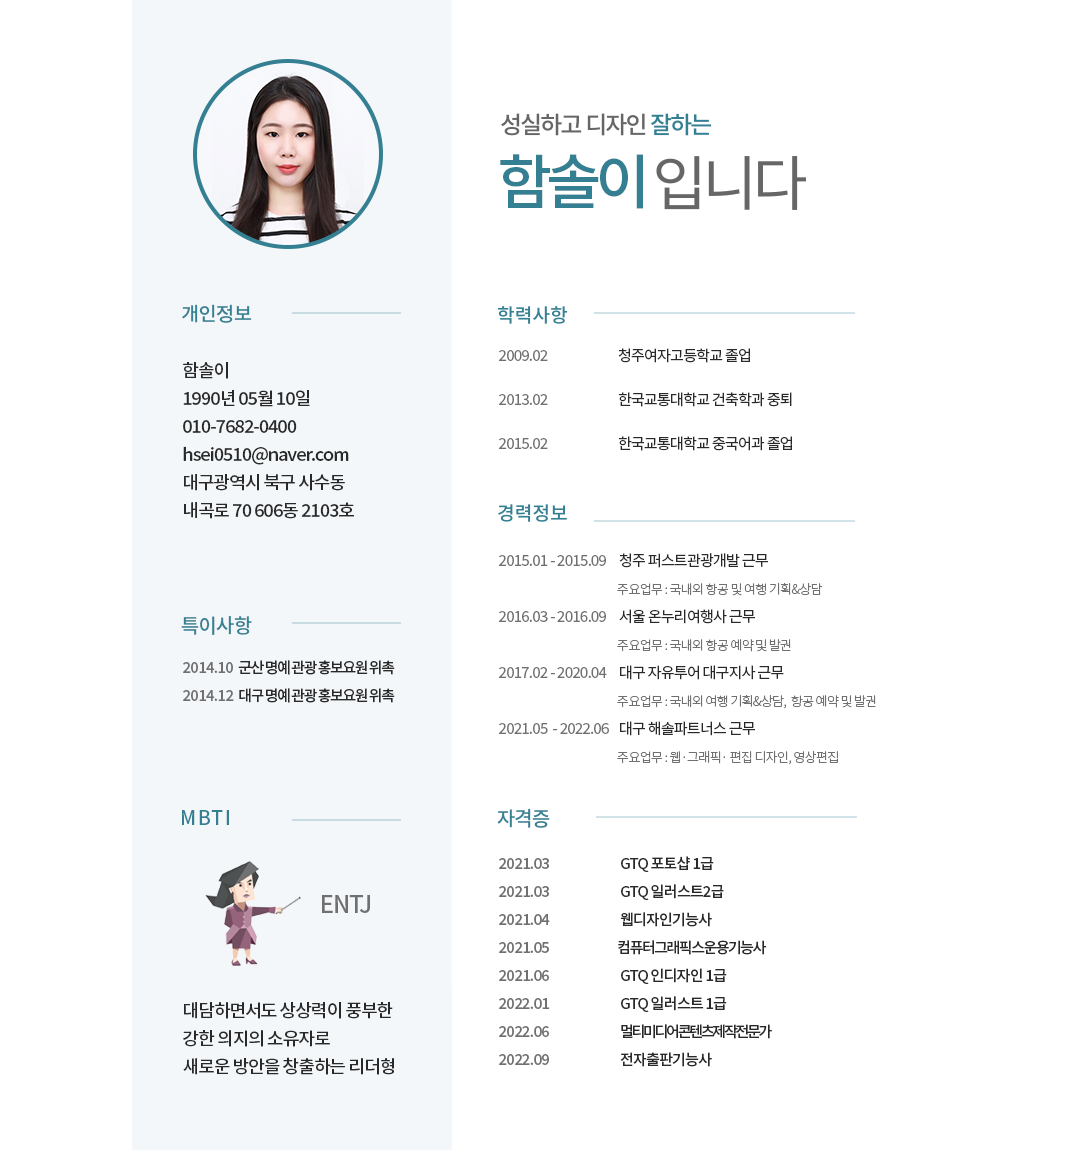 성실하고 디자인 잘하는
함솔이 입니다
개인정보
함솔이
1990년 05월 10일
010-7682-0400
hsei0510@naver.com
대구광역시 북구 사수동
내곡로 70 606동 2103호
특이사항
2014.10 군산명예관광홍보요원위촉
2014.12 대구명예관광홍보요원위촉
MBTI
ENTJ
대담하면서도 상상력이 풍부한
강한 의지의 소유자로
새로운 방안을 창출하는 리더형
학력사항
2009.02 청주여자고등학교 졸업
2013.02 한국교통대학교 건축학과 중퇴
2015.02 한국교통대학교 중국어과 졸업
경력정보
2015.01 - 2015.09 청주 퍼스트관광개발 근무
주요업무 : 국내외 항공 및 여행 기획&상담
2016.03 - 2016.09 서울 온누리여행사 근무
주요업무 : 국내외 항공 예약 및 발권
2017.02 - 2020.04 대구 자유투어 대구지사 근무
주요업무 : 국내외 여행 기획&상담, 항공 예약 및 발권
2021.05 - 2022.06 대구 해솔파트너스 근무
주요업무 : 웹 · 그래픽 · 편집 디자인, 영상편집
자격증
2021.03 GTQ 포토샵 1급
2021.03 GTQ 일러스트2급
2021.04 웹디자인기능사
2021.05 컴퓨터그래픽스운용기능사
2021.06 GTQ 인디자인 1급
2022.01 GTQ 일러스트 1급
2022.06 멀티미디어콘텐츠제작전문가
2022.09 전자출판기능사